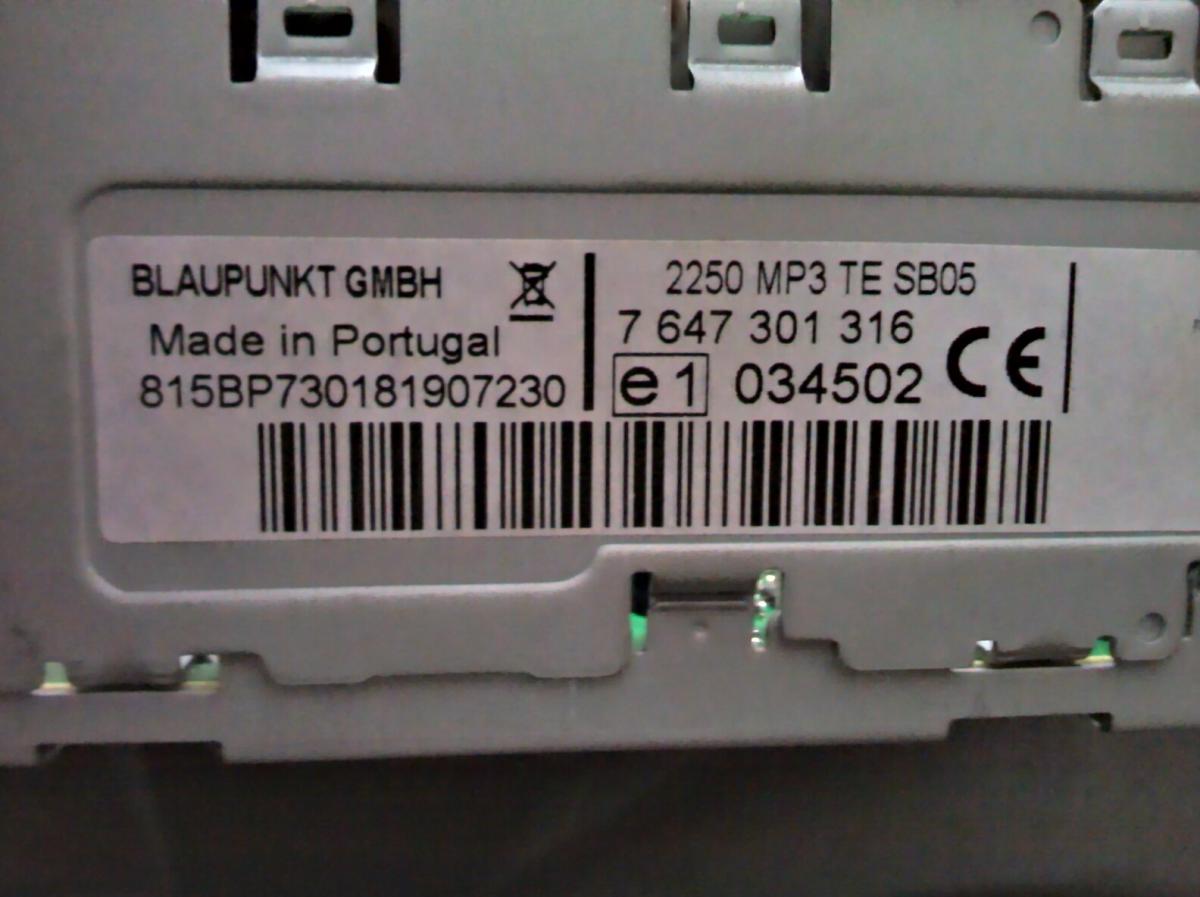 BLAUPUNKT GMBH
Made in Portugal
815BP730181907230
2250 MP3 TE SB05
7 647 301 316
e1 034502 CE